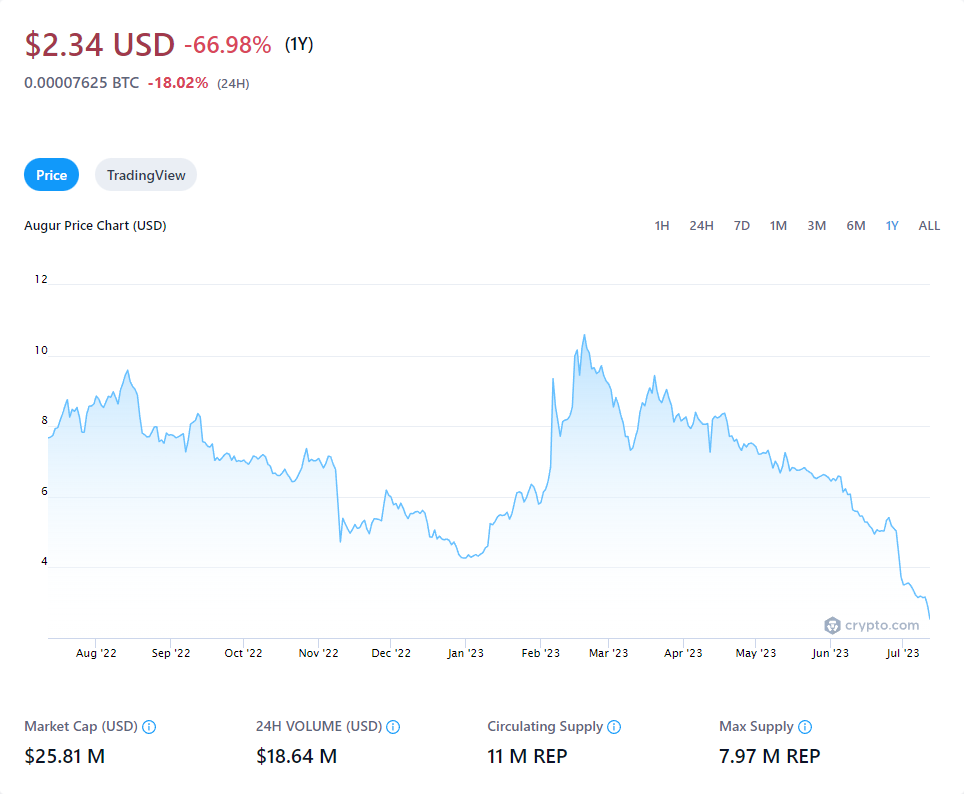 $2.34 USD -66.98% (1Y)
0.00007625 BTC -18.02% (24H)
Price TradingView
Augur Price Chart (USD) 1H 24H 7D 1M 3M 6M 1Y ALL
12
10
8
6
4
crypto.com
Aug '22 Sep '22 Oct '22 Nov '22 Dec '22 Jan '23 Feb '23 Mar '23 Apr '23 May '23 Jun '23 Jul '23
Market Cap (USD) 24H VOLUME (USD) Circulating Supply Max Supply
$25.81 M $18.64 M 11 M REP 7.97 M REP